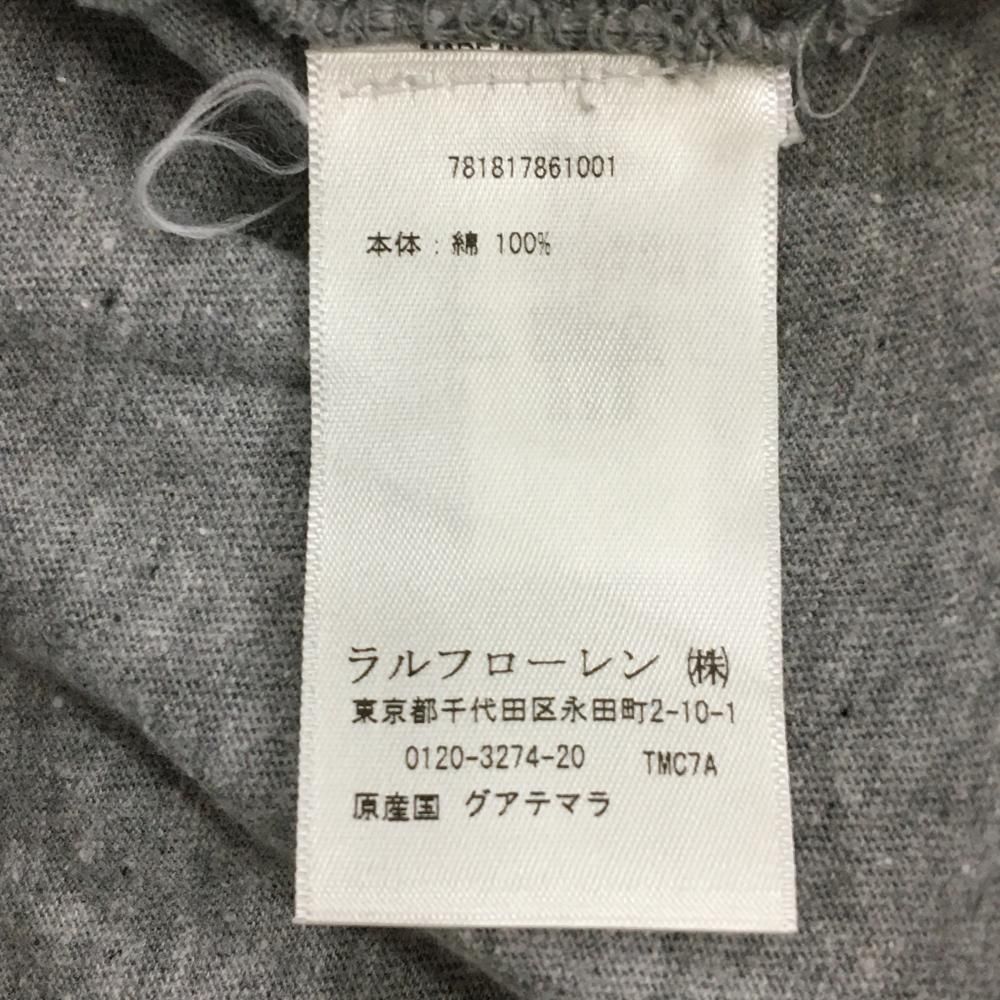 781817861001
本体 : 綿 100%
ラルフローレン ㈱
東京都千代田区永田町2-10-1
0120-3274-20 TMC7A
原産国 グアテマラ